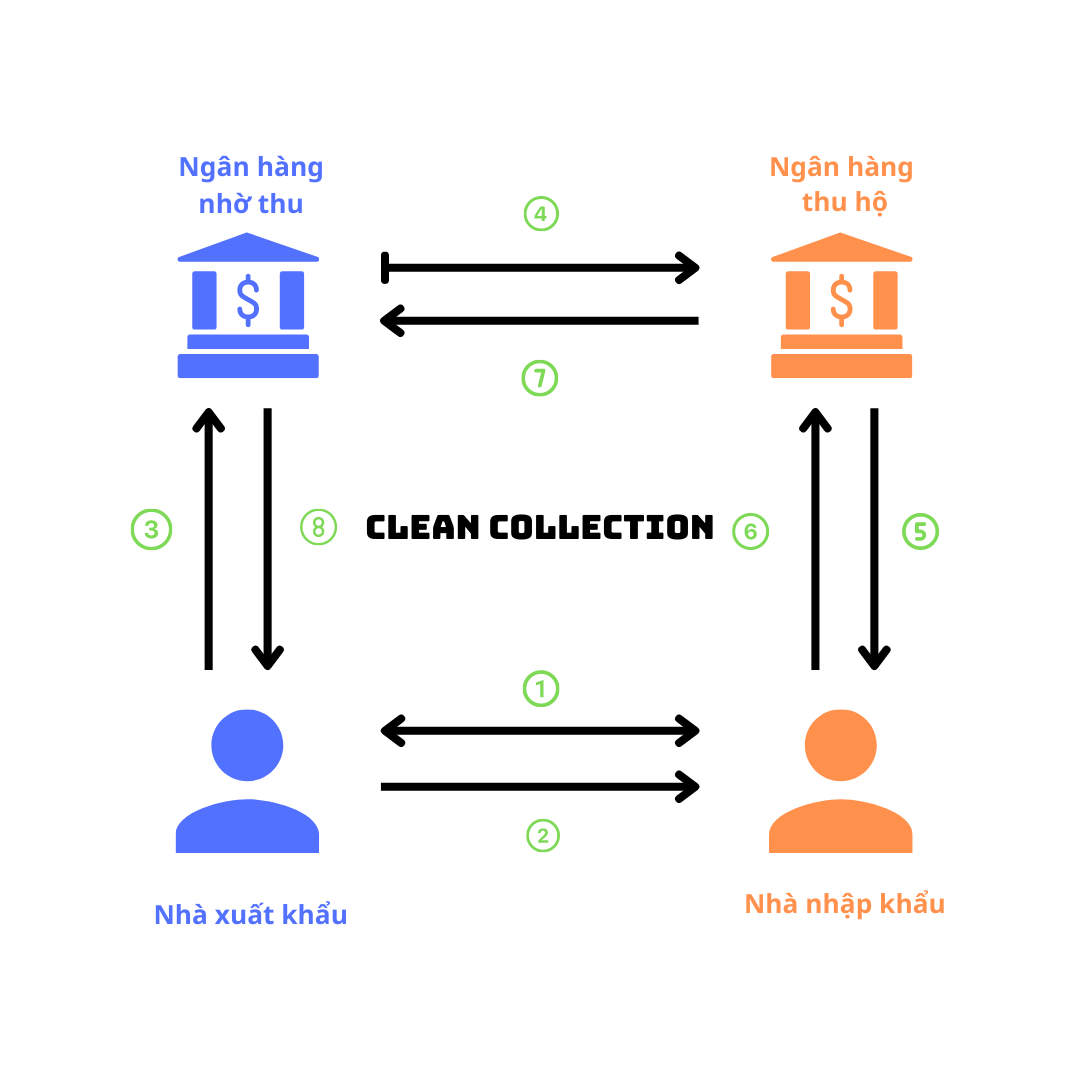 Ngân hàng
nhờ thu
Ngân hàng
thu hộ
4
$
$
7
3
8
CLEAN COLLECTION
6
5
1
2
Nhà xuất khẩu
Nhà nhập khẩu